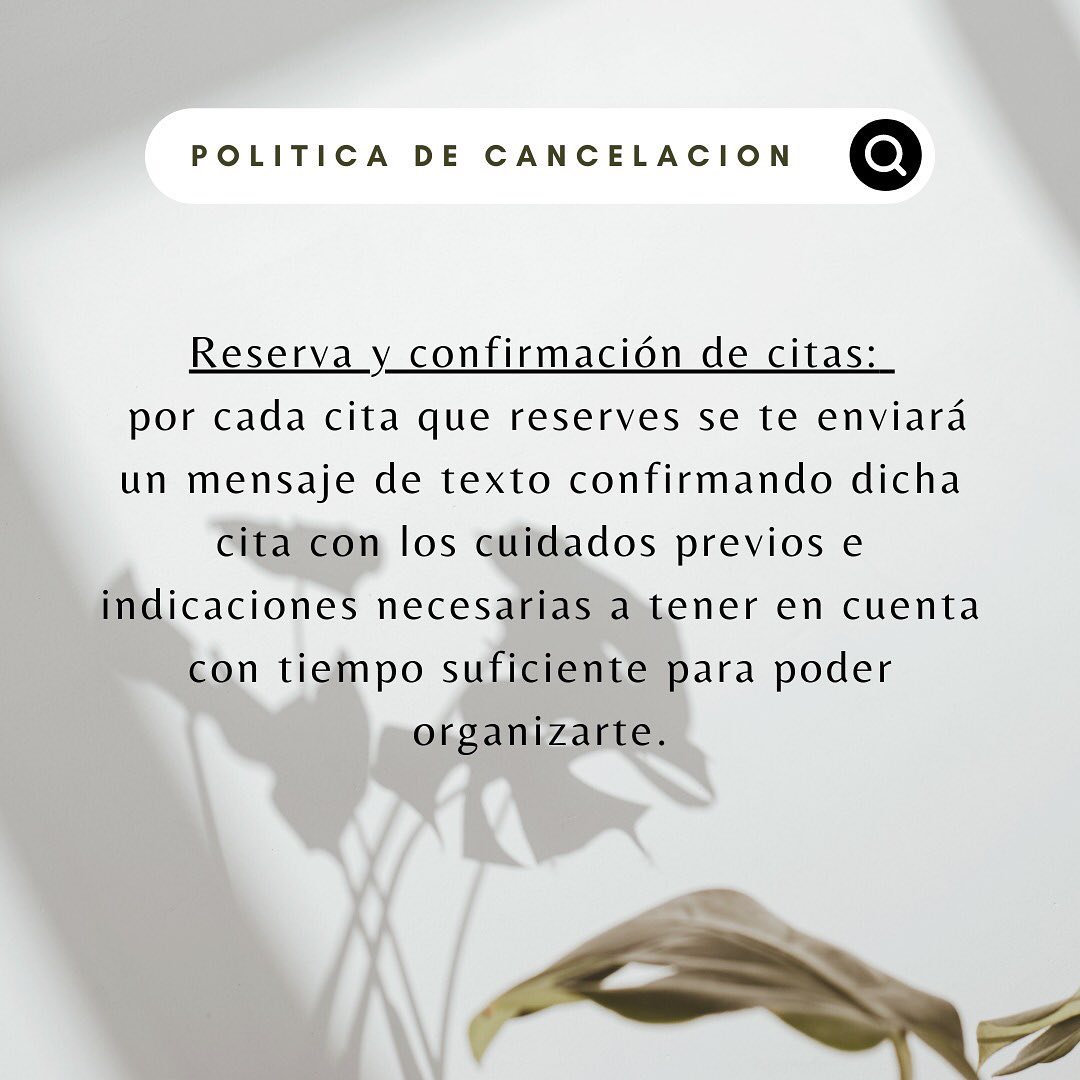 POLITICA DE CANCELACION
Reserva y confirmación de citas:
por cada cita que reserves se te enviará
un mensaje de texto confirmando dicha
cita con los cuidados previos e
indicaciones necesarias a tener en cuenta
con tiempo suficiente para poder
organizarte.